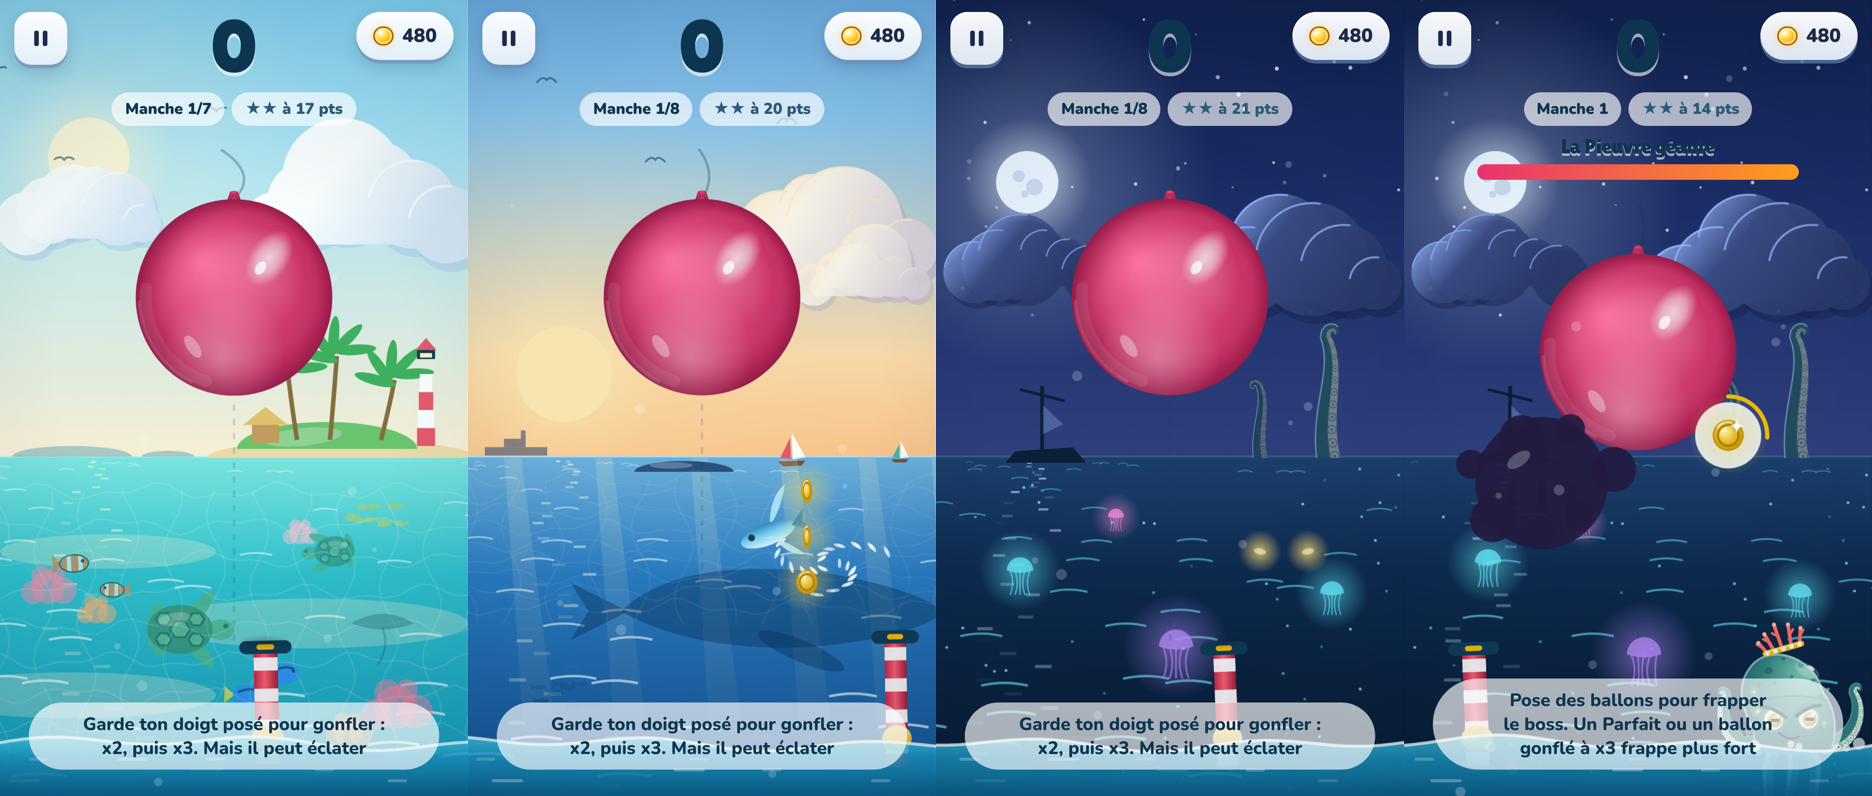 0
480
Manche 1/7
★★ à 17 pts
Garde ton doigt posé pour gonfler :
x2, puis x3. Mais il peut éclater
0
480
Manche 1/8
★★ à 20 pts
Garde ton doigt posé pour gonfler :
x2, puis x3. Mais il peut éclater
0
480
Manche 1/8
★★ à 21 pts
Garde ton doigt posé pour gonfler :
x2, puis x3. Mais il peut éclater
0
480
Manche 1
★★ à 14 pts
La Pieuvre géante
Pose des ballons pour frapper
le boss. Un Parfait ou un ballon
gonflé à x3 frappe plus fort